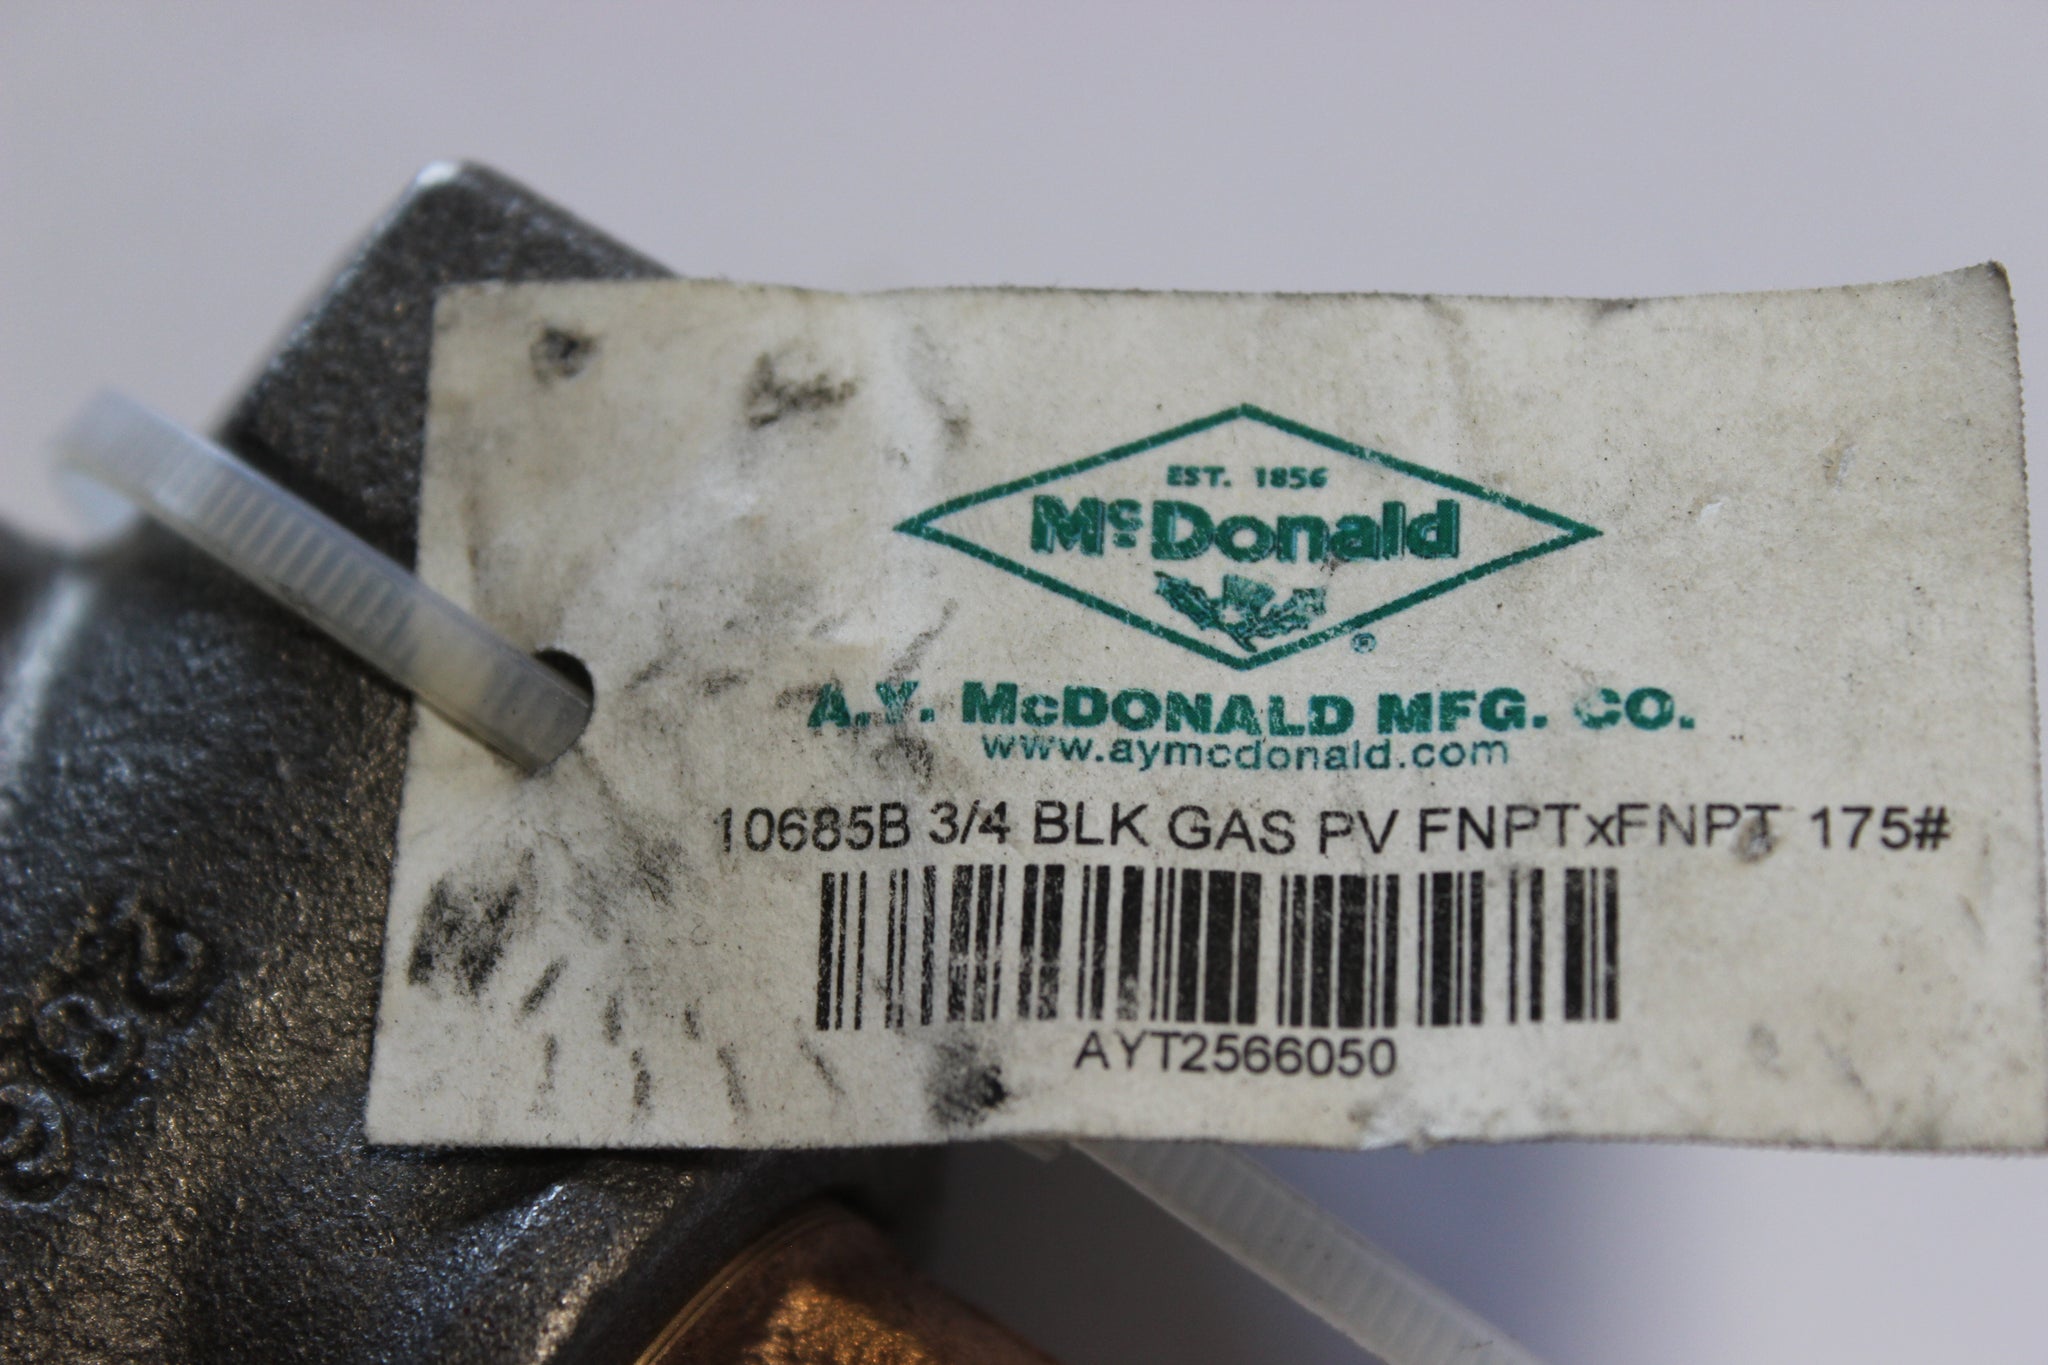 EST. 1856
McDonald
®
A.Y. McDONALD MFG. CO.
www.aymcdonald.com
10685B 3/4 BLK GAS PV FNPTxFNPT 175#
AYT2566050